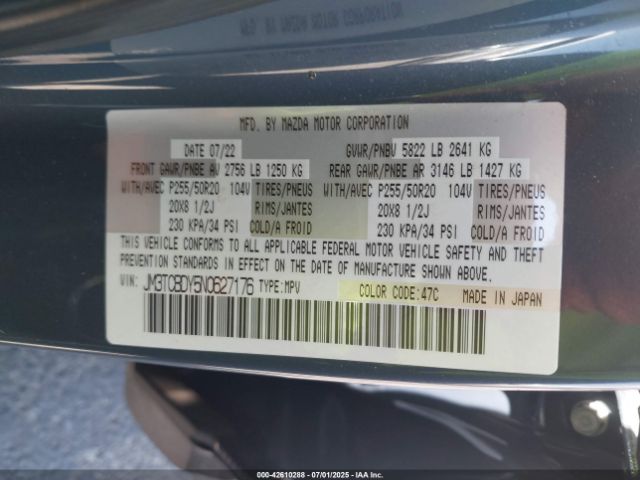 MFD. BY MAZDA MOTOR CORPORATION
DATE 07/22 GVWR/PNBV 5822 LB 2641 KG
FRONT GAWR/PNBE AV 2756 LB 1250 KG REAR GAWR/PNBE AR 3146 LB 1427 KG
WITH/AVEC P255/50R20 104V TIRES/PNEUS WITH/AVEC P255/50R20 104V TIRES/PNEUS
20X8 1/2J RIMS/JANTES 20X8 1/2J RIMS/JANTES
230 KPA/34 PSI COLD/A FROID 230 KPA/34 PSI COLD/A FROID
THIS VEHICLE CONFORMS TO ALL APPLICABLE FEDERAL MOTOR VEHICLE SAFETY AND THEFT
PREVENTION STANDARDS IN EFFECT ON THE DATE OF MANUFACTURE SHOWN ABOVE.
VIN: JM3TCBDY5N0627176 TYPE:MPV COLOR CODE:47C MADE IN JAPAN
000-42610288 - 07/01/2025 - IAAI.COM